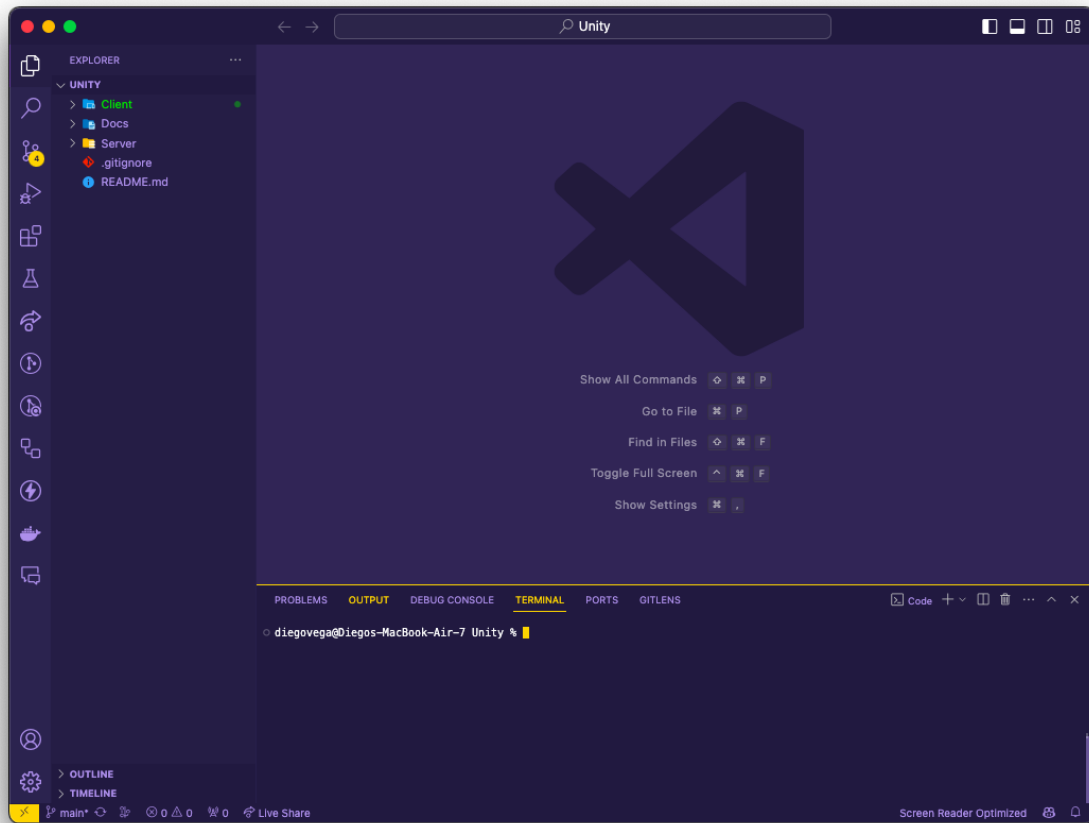 Unity
EXPLORER
UNITY
Client
Docs
Server
.gitignore
README.md
4
Show All Commands ⇧ ⌘ P
Go to File ⌘ P
Find in Files ⇧ ⌘ F
Toggle Full Screen ^ ⌘ F
Show Settings ⌘ ,
PROBLEMS OUTPUT DEBUG CONSOLE TERMINAL PORTS GITLENS Code
diegovega@Diegos-MacBook-Air-7 Unity %
OUTLINE
TIMELINE
main* 0 0 0 Live Share Screen Reader Optimized